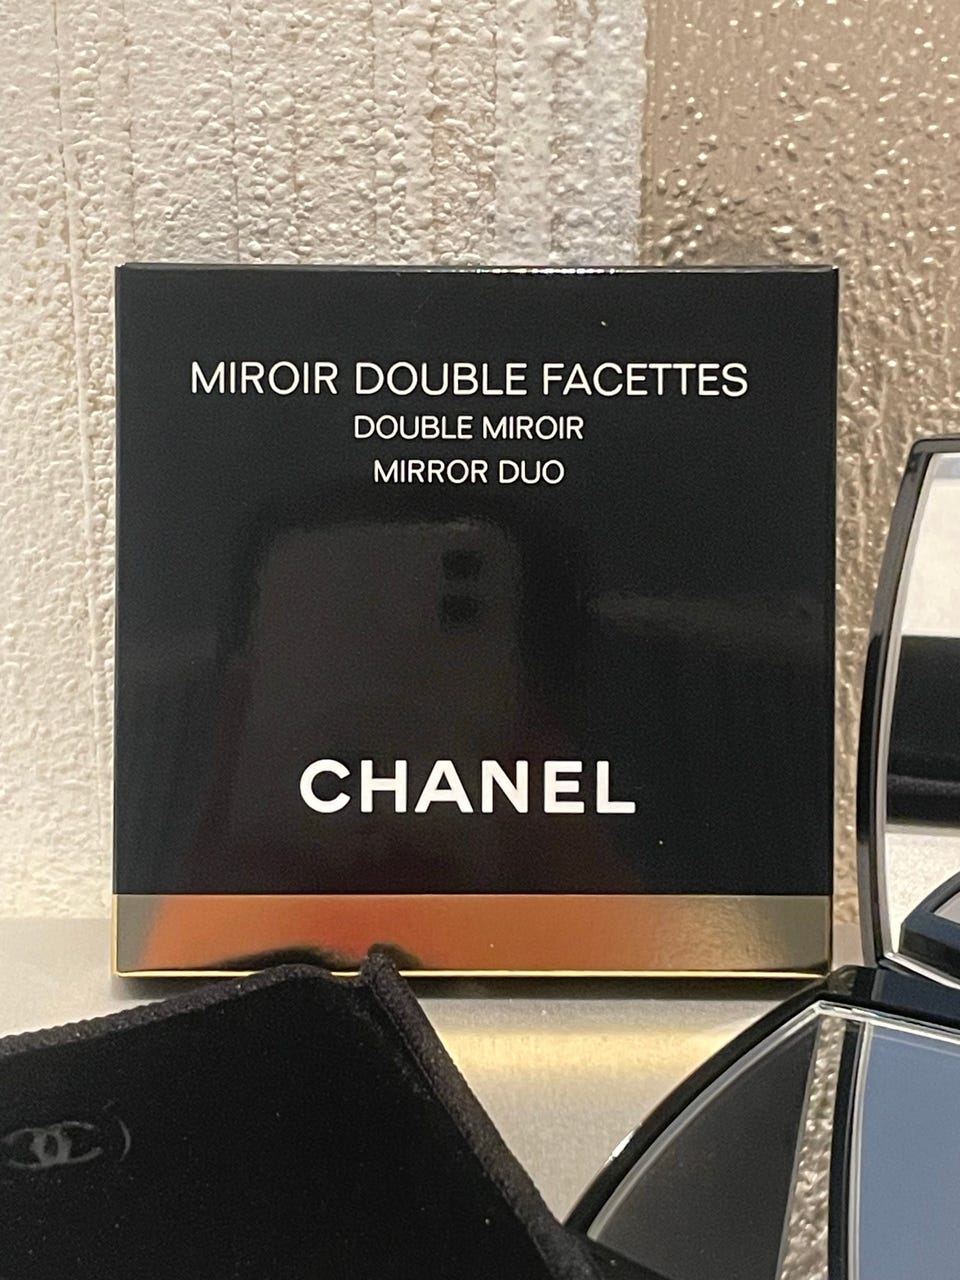 MIROIR DOUBLE FACETTES
DOUBLE MIROIR
MIRROR DUO
CHANEL